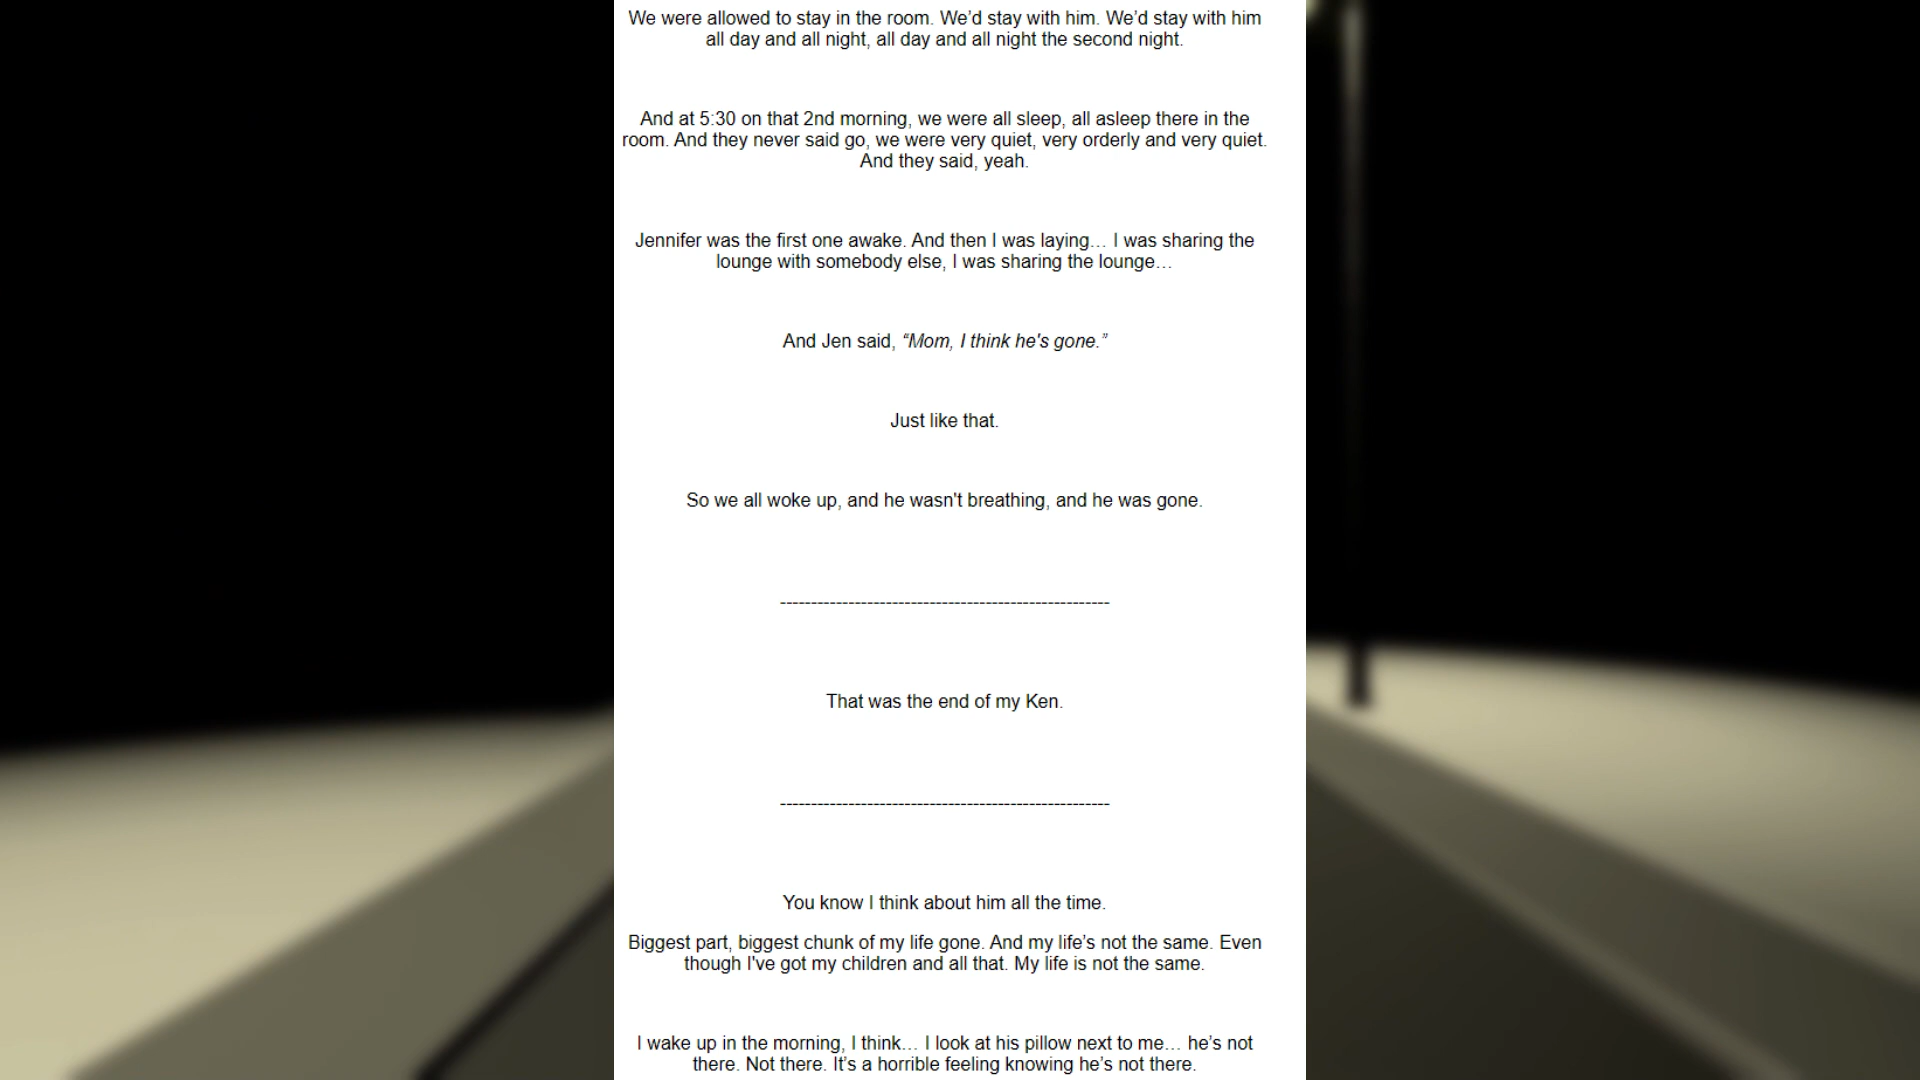 We were allowed to stay in the room. We’d stay with him. We’d stay with him
all day and all night, all day and all night the second night.
And at 5:30 on that 2nd morning, we were all sleep, all asleep there in the
room. And they never said go, we were very quiet, very orderly and very quiet.
And they said, yeah.
Jennifer was the first one awake. And then I was laying… I was sharing the
lounge with somebody else, I was sharing the lounge…
And Jen said, “Mom, I think he's gone.”
Just like that.
So we all woke up, and he wasn't breathing, and he was gone.
-----------------------------------------------------
That was the end of my Ken.
-----------------------------------------------------
You know I think about him all the time.
Biggest part, biggest chunk of my life gone. And my life’s not the same. Even
though I've got my children and all that. My life is not the same.
I wake up in the morning, I think… I look at his pillow next to me… he’s not
there. Not there. It’s a horrible feeling knowing he’s not there.